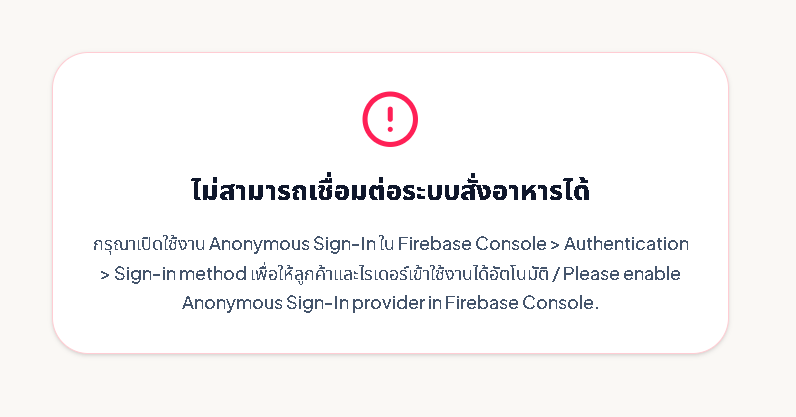 ไม่สามารถเชื่อมต่อระบบสั่งอาหารได้
กรุณาเปิดใช้งาน Anonymous Sign-In ใน Firebase Console > Authentication
> Sign-in method เพื่อให้ลูกค้าและไรเดอร์เข้าใช้งานได้อัตโนมัติ / Please enable
Anonymous Sign-In provider in Firebase Console.